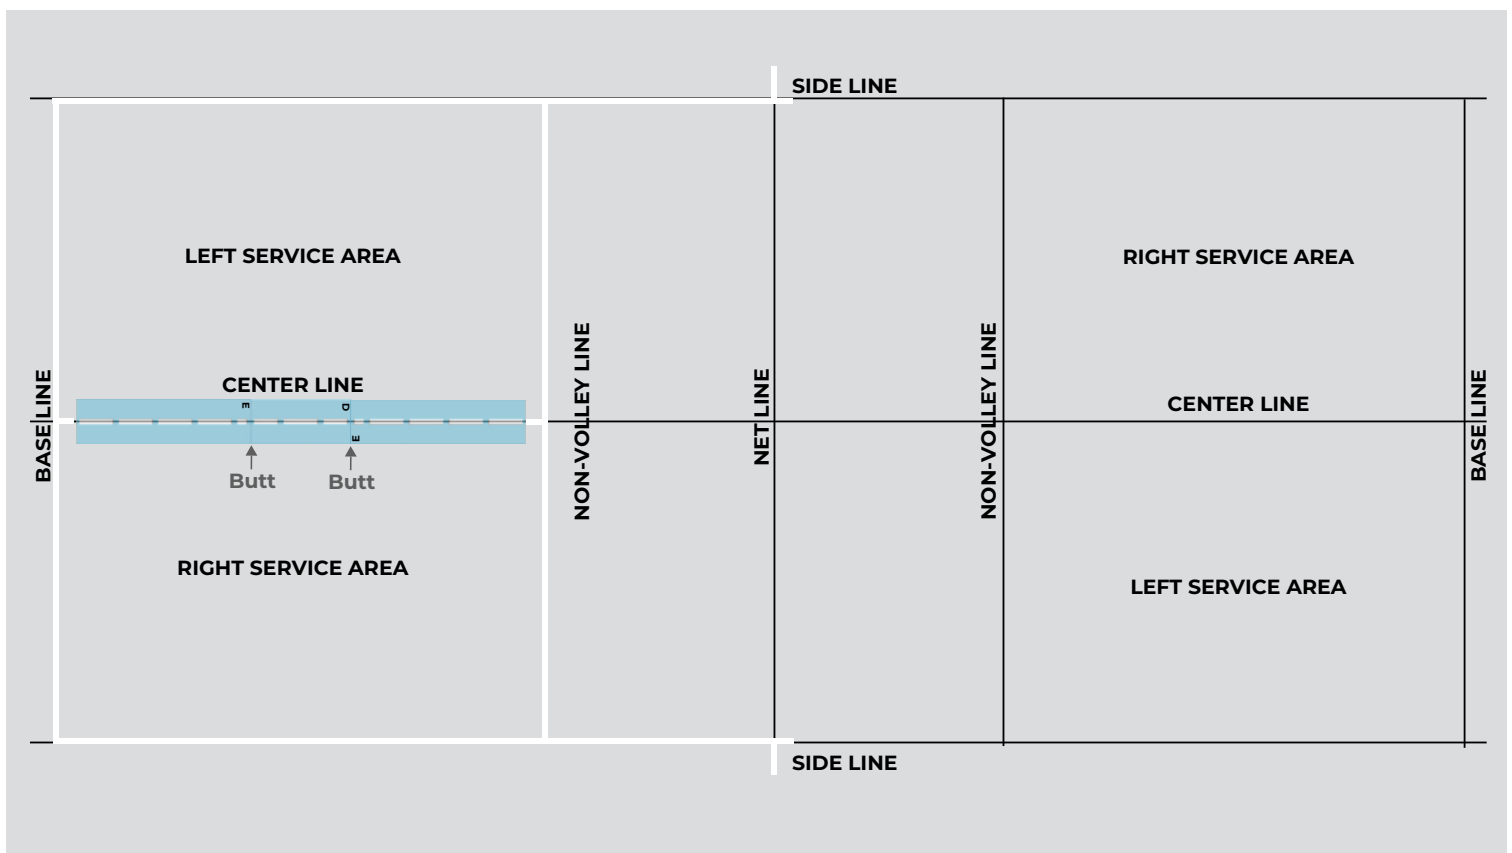 SIDE LINE
LEFT SERVICE AREA
RIGHT SERVICE AREA
CENTER LINE
CENTER LINE
BASE LINE
E
D
E
NON-VOLLEY LINE
NET LINE
NON-VOLLEY LINE
BASE LINE
Butt
Butt
RIGHT SERVICE AREA
LEFT SERVICE AREA
SIDE LINE